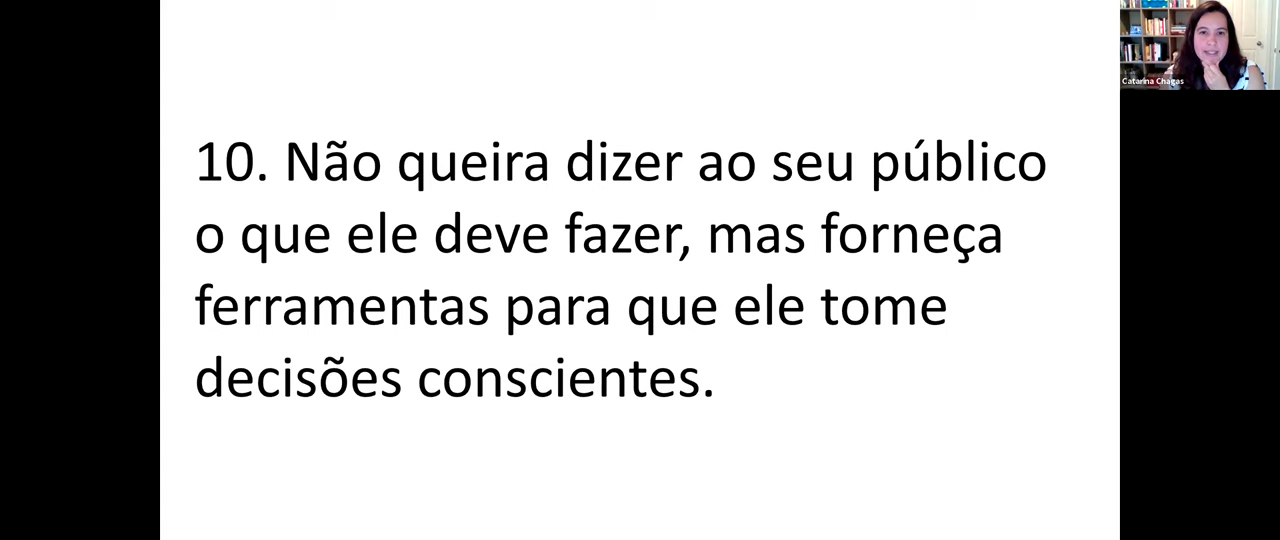 10. Não queira dizer ao seu público
o que ele deve fazer, mas forneça
ferramentas para que ele tome
decisões conscientes.
Catarina Chagas